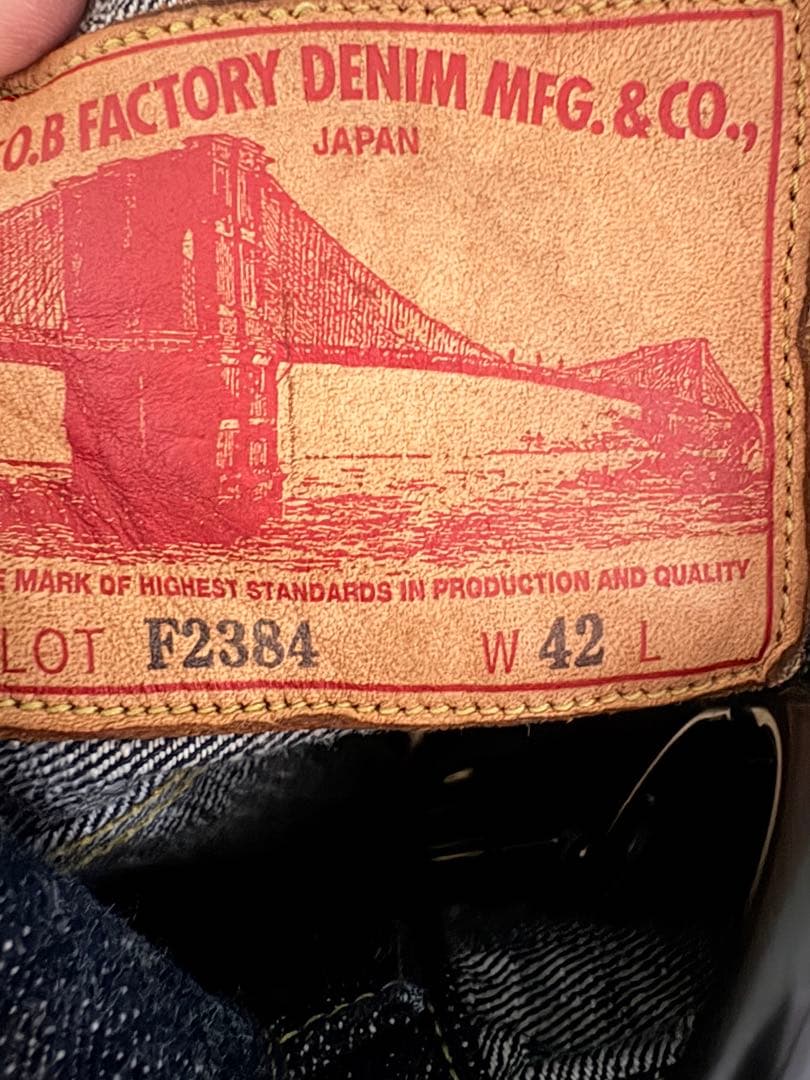 O.B FACTORY DENIM MFG. & CO.,
JAPAN
MARK OF HIGHEST STANDARDS IN PRODUCTION AND QUALITY
LOT F2384 W 42 L